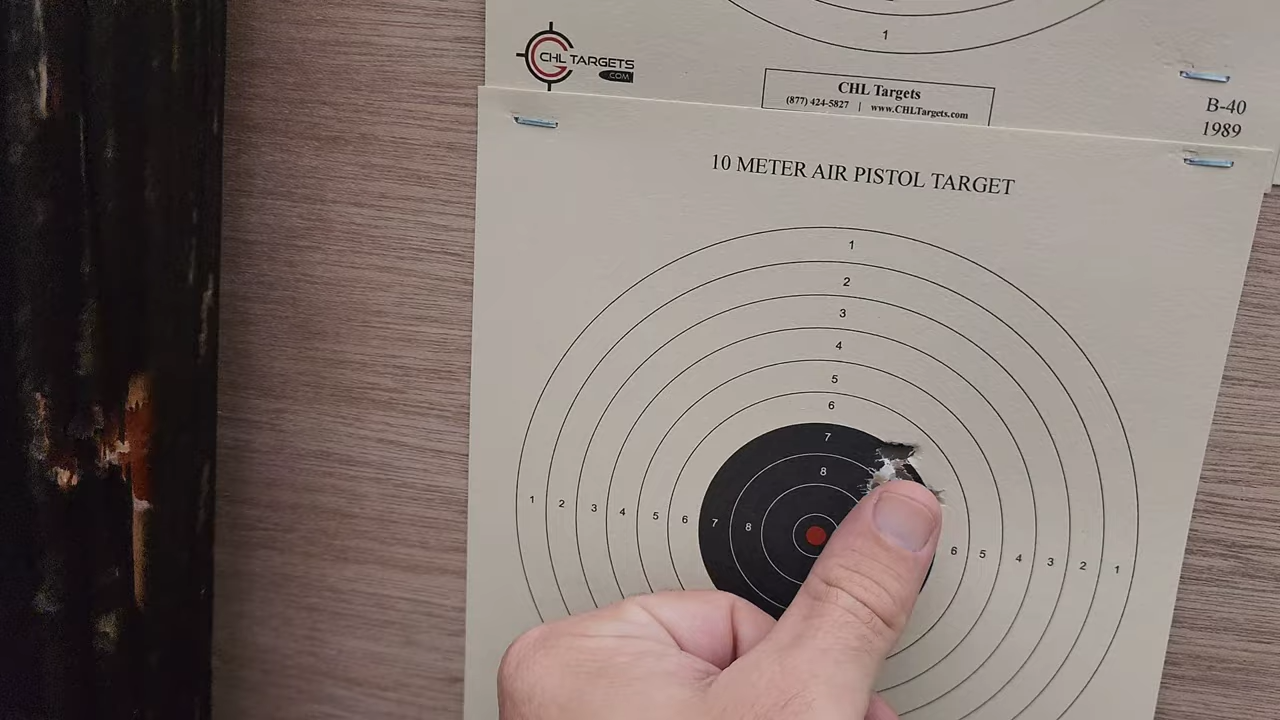 1
CHL TARGETS
.COM
CHL Targets
(877) 424-5827 | www.CHLTargets.com
B-40
1989
10 METER AIR PISTOL TARGET
1
2
3
4
5
6
7
8
1 2 3 4 5 6 7 8
6 5 4 3 2 1